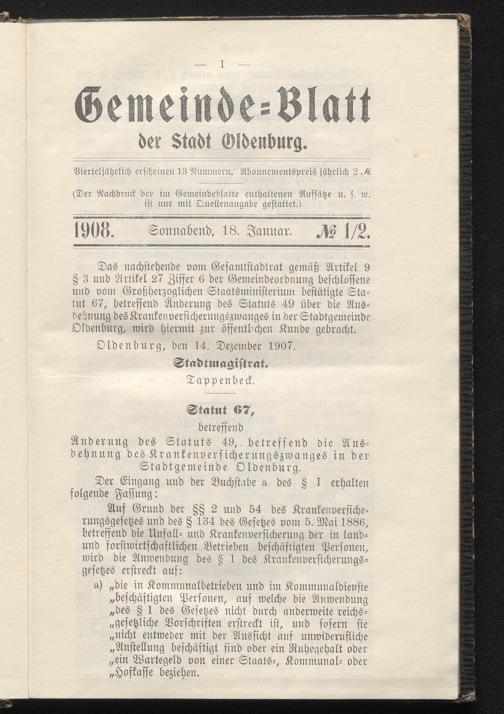 — 1 —
Gemeinde=Blatt
der Stadt Oldenburg.
Vierteljährlich erscheinen 13 Nummern. Abonnementspreis jährlich 2 ℳ.
(Der Nachdruck der im Gemeindeblatte enthaltenen Aufsätze u. s. w.
ist nur mit Quellenangabe gestattet.)
1908. Sonnabend, 18. Januar. № 1/2.
Das nachstehende vom Gesamtstadtrat gemäß Artikel 9
§ 3 und Artikel 27 Ziffer 6 der Gemeindeordnung beschlossene
und vom Großherzoglichen Staatsministerium bestätigte Sta=
tut 67, betreffend Änderung des Statuts 49 über die Aus=
dehnung des Krankenversicherungszwanges in der Stadtgemeinde
Oldenburg, wird hiermit zur öffentlichen Kunde gebracht.
Oldenburg, den 14. Dezember 1907.
Stadtmagistrat.
Tappenbeck.
Statut 67,
betreffend
Änderung des Statuts 49, betreffend die Aus=
dehnung des Krankenversicherungszwanges in der
Stadtgemeinde Oldenburg.
Der Eingang und der Buchstabe a des § 1 erhalten
folgende Fassung:
Auf Grund der §§ 2 und 54 des Krankenversiche=
rungsgesetzes und des § 134 des Gesetzes vom 5. Mai 1886,
betreffend die Unfall= und Krankenversicherung der in land=
und forstwirtschaftlichen Betrieben beschäftigten Personen,
wird die Anwendung des § 1 des Krankenversicherungs=
gesetzes erstreckt auf:
a) „die in Kommunalbetrieben und im Kommunaldienste
„beschäftigten Personen, auf welche die Anwendung
„des § 1 des Gesetzes nicht durch anderweite reichs=
„gesetzliche Vorschriften erstreckt ist, und sofern sie
„nicht entweder mit der Aussicht auf unwiderufliche
„Anstellung beschäftigt sind oder ein Ruhegehalt oder
„ein Wartegeld von einer Staats=, Kommunal= oder
„Hofkasse beziehen.